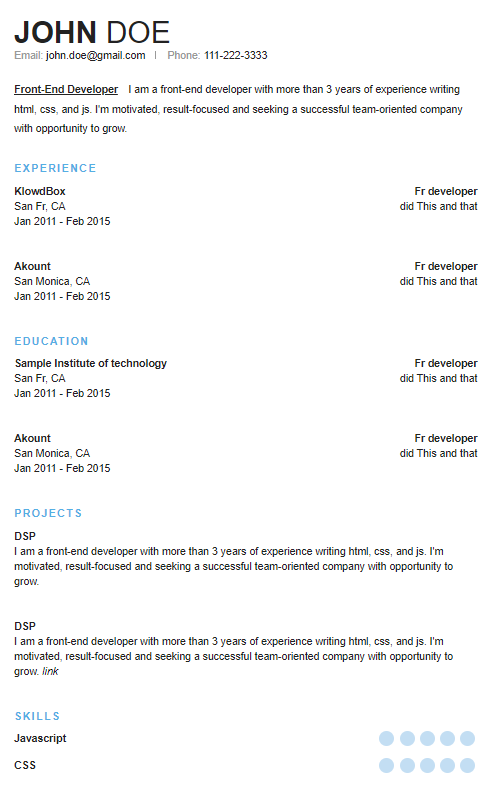 JOHN DOE
Email: john.doe@gmail.com | Phone: 111-222-3333
Front-End Developer I am a front-end developer with more than 3 years of experience writing
html, css, and js. I'm motivated, result-focused and seeking a successful team-oriented company
with opportunity to grow.
EXPERIENCE
KlowdBox Fr developer
San Fr, CA did This and that
Jan 2011 - Feb 2015
Akount Fr developer
San Monica, CA did This and that
Jan 2011 - Feb 2015
EDUCATION
Sample Institute of technology Fr developer
San Fr, CA did This and that
Jan 2011 - Feb 2015
Akount Fr developer
San Monica, CA did This and that
Jan 2011 - Feb 2015
PROJECTS
DSP
I am a front-end developer with more than 3 years of experience writing html, css, and js. I'm
motivated, result-focused and seeking a successful team-oriented company with opportunity to
grow.
DSP
I am a front-end developer with more than 3 years of experience writing html, css, and js. I'm
motivated, result-focused and seeking a successful team-oriented company with opportunity to
grow. link
SKILLS
Javascript
CSS